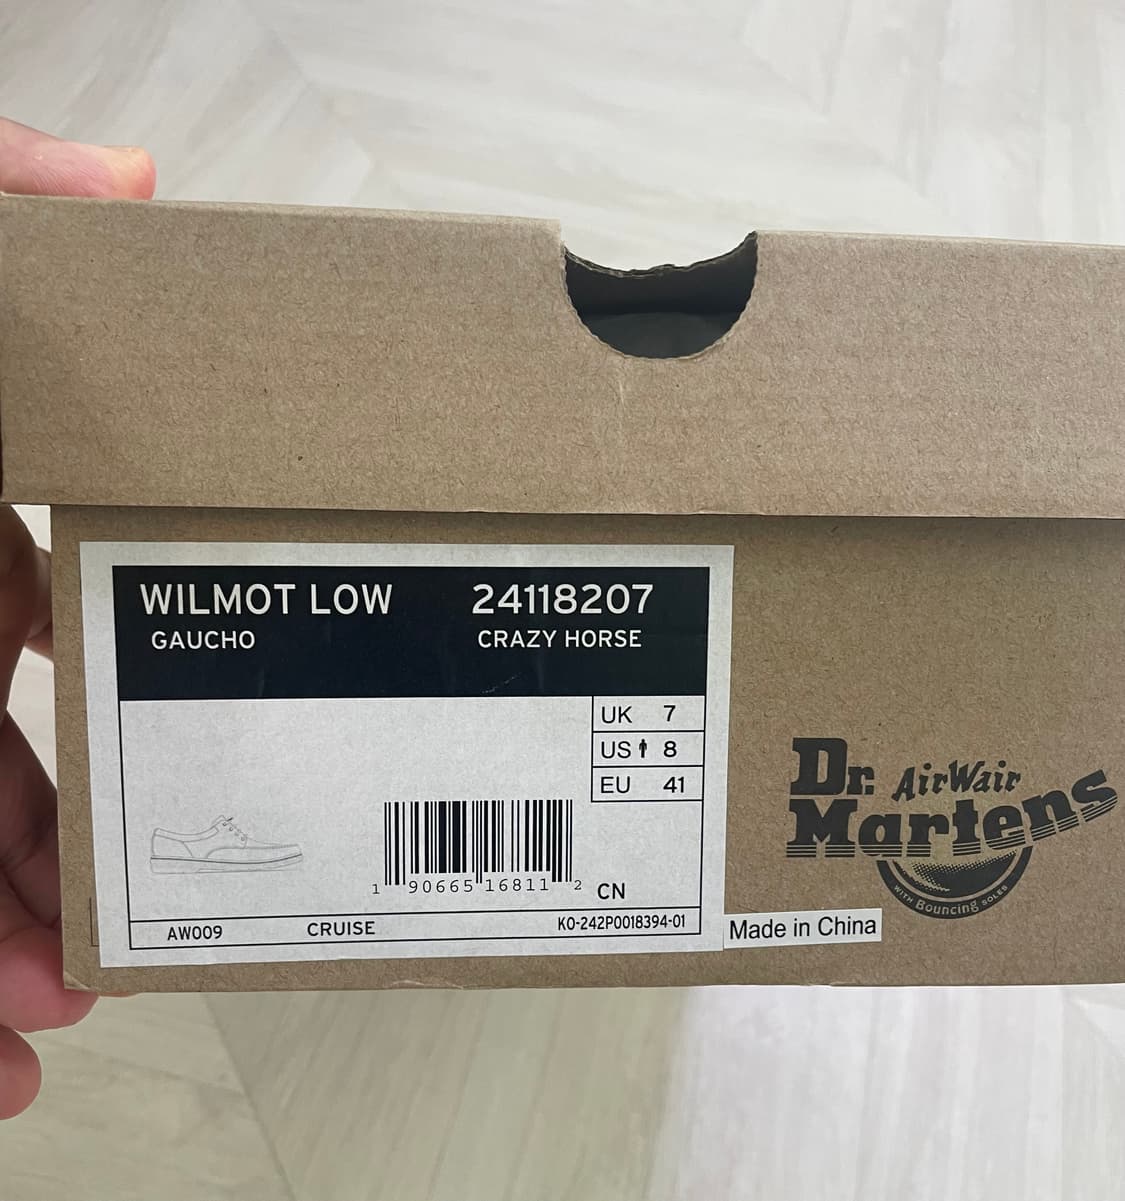 WILMOT LOW 24118207
GAUCHO CRAZY HORSE
UK 7
US 8
EU 41
1 90665 16811 2 CN
AW009 CRUISE K0-242P0018394-01
Dr. AirWair
Martens
WITH Bouncing SOLES
Made in China